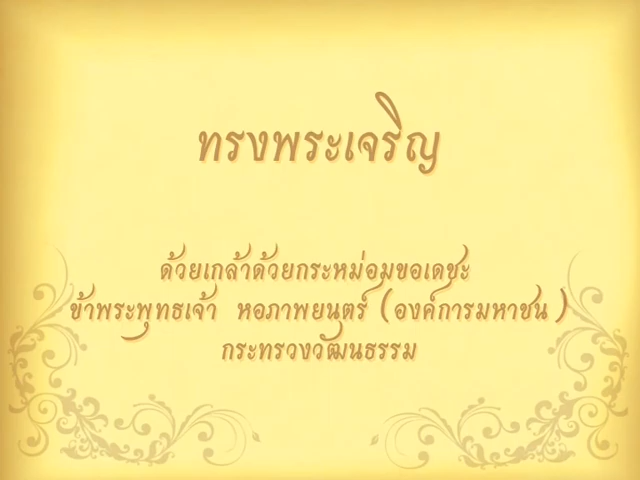 ทรงพระเจริญ
ด้วยเกล้าด้วยกระหม่อมขอเดชะ
ข้าพระพุทธเจ้า หอภาพยนตร์ (องค์การมหาชน)
กระทรวงวัฒนธรรม